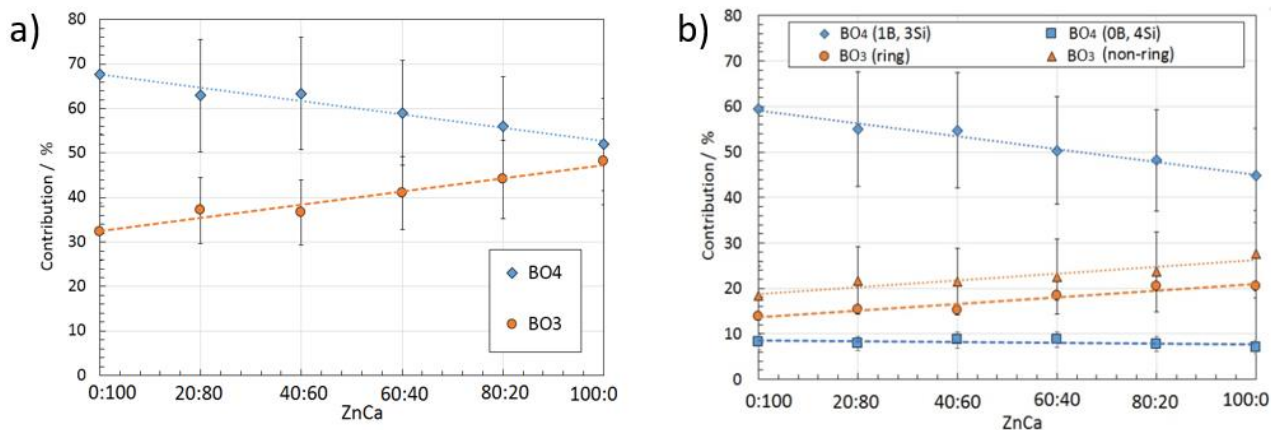 a)
80
70
60
50
40
30
20
10
0
Contribution / %
BO4
BO3
0:100 20:80 40:60 60:40 80:20 100:0
ZnCa
b)
80
70
60
50
40
30
20
10
0
Contribution / %
BO4 (1B, 3Si) BO4 (0B, 4Si)
BO3 (ring) BO3 (non-ring)
0:100 20:80 40:60 60:40 80:20 100:0
ZnCa